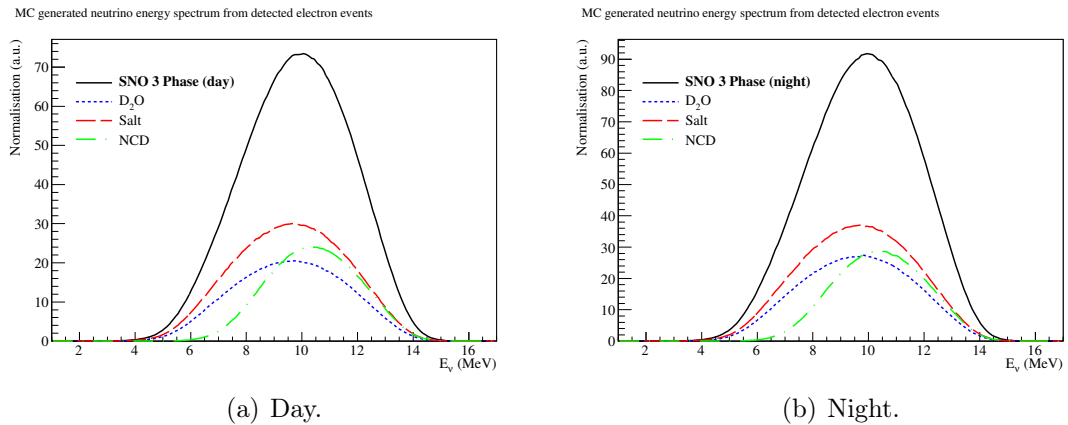 MC generated neutrino energy spectrum from detected electron events
Normalisation (a.u.)
70
60
50
40
30
20
10
0
SNO 3 Phase (day)
D₂O
Salt
NCD
2 4 6 8 10 12 14 16
Eᵥ (MeV)
(a) Day.
MC generated neutrino energy spectrum from detected electron events
Normalisation (a.u.)
90
80
70
60
50
40
30
20
10
0
SNO 3 Phase (night)
D₂O
Salt
NCD
2 4 6 8 10 12 14 16
Eᵥ (MeV)
(b) Night.